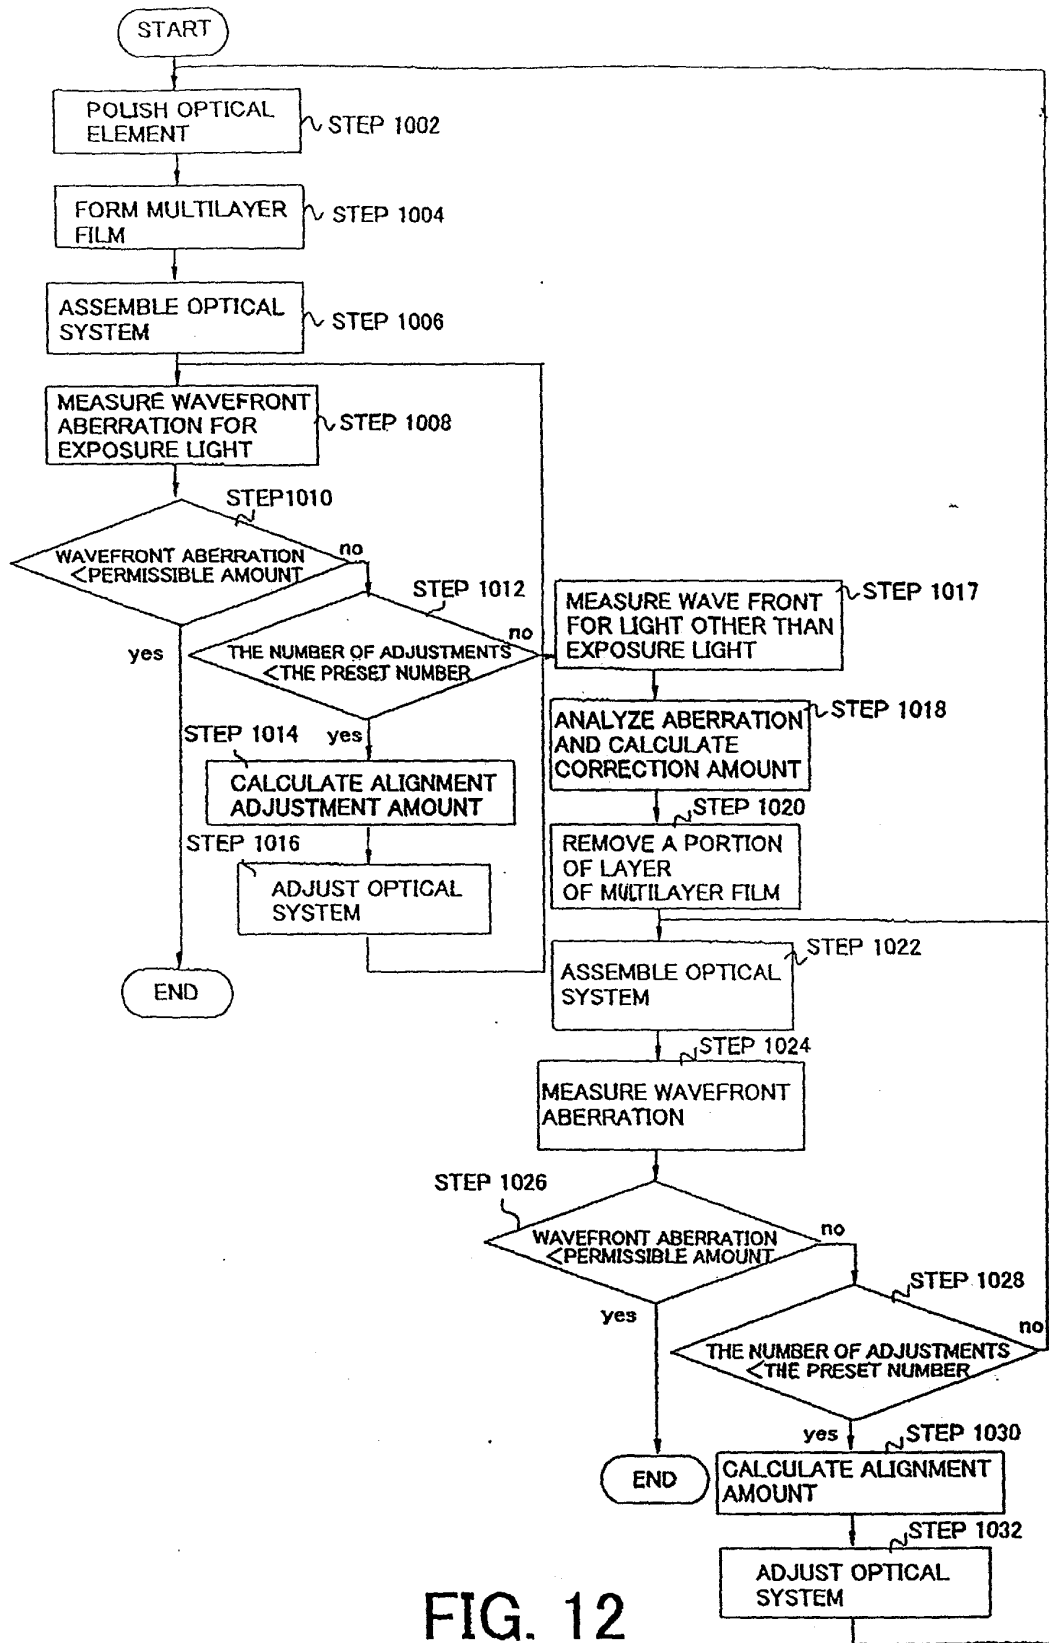 START
POLISH OPTICAL
ELEMENT
STEP 1002
FORM MULTILAYER
FILM
STEP 1004
ASSEMBLE OPTICAL
SYSTEM
STEP 1006
MEASURE WAVEFRONT
ABERRATION FOR
EXPOSURE LIGHT
STEP 1008
STEP1010
WAVEFRONT ABERRATION
<PERMISSIBLE AMOUNT
no
yes
STEP 1012
THE NUMBER OF ADJUSTMENTS
<THE PRESET NUMBER
no
yes
STEP 1014
CALCULATE ALIGNMENT
ADJUSTMENT AMOUNT
STEP 1016
ADJUST OPTICAL
SYSTEM
END
MEASURE WAVE FRONT
FOR LIGHT OTHER THAN
EXPOSURE LIGHT
STEP 1017
ANALYZE ABERRATION
AND CALCULATE
CORRECTION AMOUNT
STEP 1018
STEP 1020
REMOVE A PORTION
OF LAYER
OF MULTILAYER FILM
STEP 1022
ASSEMBLE OPTICAL
SYSTEM
STEP 1024
MEASURE WAVEFRONT
ABERRATION
STEP 1026
WAVEFRONT ABERRATION
<PERMISSIBLE AMOUNT
no
yes
END
STEP 1028
THE NUMBER OF ADJUSTMENTS
<THE PRESET NUMBER
no
yes
STEP 1030
CALCULATE ALIGNMENT
AMOUNT
STEP 1032
ADJUST OPTICAL
SYSTEM
FIG. 12